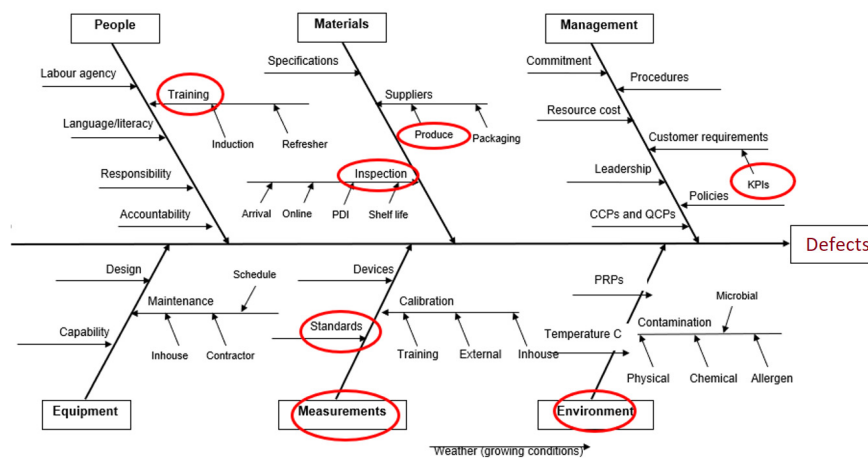 People
Materials
Management
Labour agency
Training
Induction
Refresher
Language/literacy
Responsibility
Accountability
Specifications
Suppliers
Produce
Packaging
Inspection
Arrival
Online
PDI
Shelf life
Commitment
Procedures
Resource cost
Customer requirements
KPIs
Leadership
Policies
CCPs and QCPs
Defects
Design
Schedule
Maintenance
Capability
Inhouse
Contractor
Devices
Calibration
Standards
Training
External
Inhouse
PRPs
Microbial
Contamination
Temperature C
Physical
Chemical
Allergen
Equipment
Measurements
Environment
Weather (growing conditions)